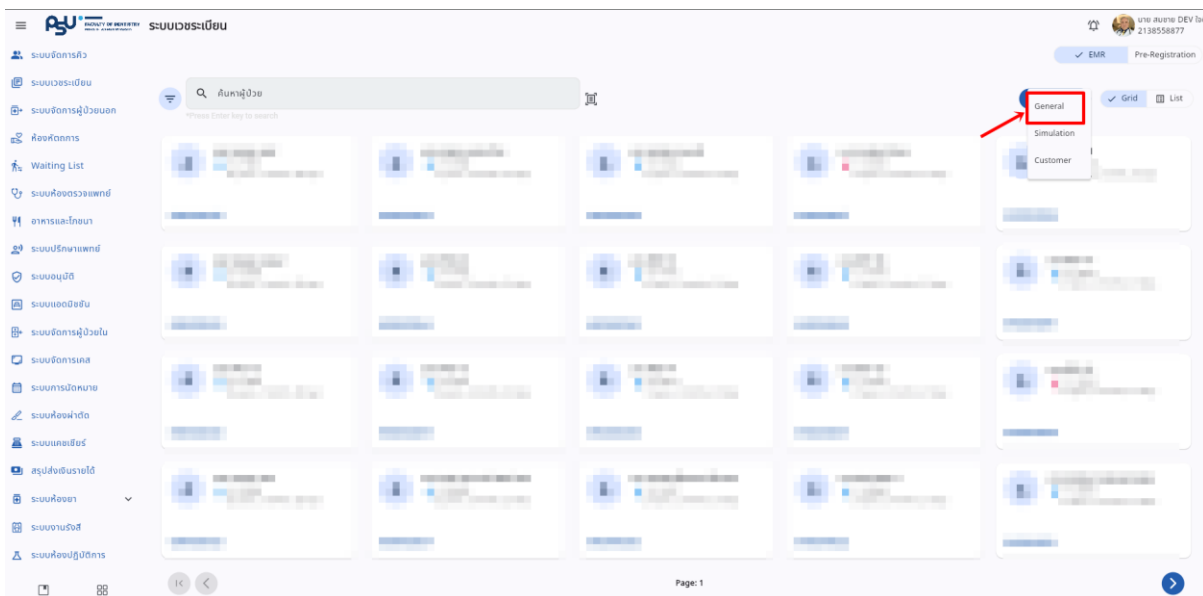 PSU FACULTY OF DENTISTRY ระบบเวชระเบียน
นาย สมชาย DEV
2138558877
EMR Pre-Registration
ระบบจัดการคิว
ระบบเวชระเบียน
ระบบจัดการผู้ป่วยนอก
ห้องหัตถการ
Waiting List
ระบบห้องตรวจแพทย์
อาหารและโภชนา
ระบบปรึกษาแพทย์
ระบบอนุมัติ
ระบบแอดมิชชัน
ระบบจัดการผู้ป่วยใน
ระบบจัดการเคส
ระบบการนัดหมาย
ระบบห้องผ่าตัด
ระบบแคชเชียร์
สรุปส่งเงินรายได้
ระบบห้องยา
ระบบงานรังสี
ระบบห้องปฏิบัติการ
ค้นหาผู้ป่วย
*Press Enter key to search
General
Simulation
Customer
Grid List
Page: 1